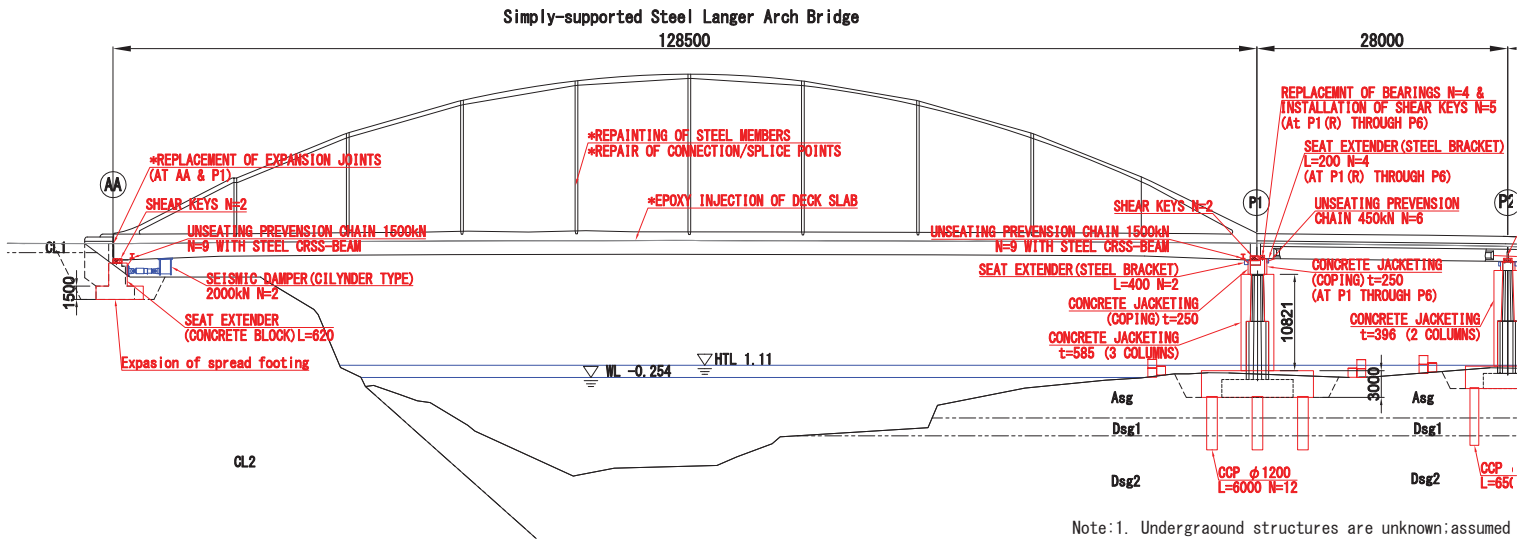 Simply-supported Steel Langer Arch Bridge
128500
28000
REPLACEMNT OF BEARINGS N=4 &
INSTALLATION OF SHEAR KEYS N=5
(At P1(R) THROUGH P6)
*REPAINTING OF STEEL MEMBERS
*REPAIR OF CONNECTION/SPLICE POINTS
SEAT EXTENDER(STEEL BRACKET)
L=200 N=4
(AT P1(R) THROUGH P6)
*REPLACEMENT OF EXPANSION JOINTS
(AT AA & P1)
AA
P1
P2
SHEAR KEYS N=2
*EPOXY INJECTION OF DECK SLAB
SHEAR KEYS N=2
UNSEATING PREVENSION
CHAIN 450kN N=6
CL1
UNSEATING PREVENSION CHAIN 1500kN
N=9 WITH STEEL CRSS-BEAM
UNSEATING PREVENSION CHAIN 1500kN
N=9 WITH STEEL CRSS-BEAM
SEISMIC DAMPER(CILYNDER TYPE)
2000kN N=2
SEAT EXTENDER(STEEL BRACKET)
L=400 N=2
CONCRETE JACKETING
(COPING)t=250
(AT P1 THROUGH P6)
1500
SEAT EXTENDER
(CONCRETE BLOCK)L=620
CONCRETE JACKETING
(COPING)t=250
10821
CONCRETE JACKETING
t=396 (2 COLUMNS)
CONCRETE JACKETING
t=585 (3 COLUMNS)
Expasion of spread footing
HTL 1.11
WL -0.254
3000
Asg
Asg
Dsg1
Dsg1
CL2
Dsg2
CCP φ1200
L=6000 N=12
Dsg2
CCP
L=650
Note:1. Undergraound structures are unknown;assumed